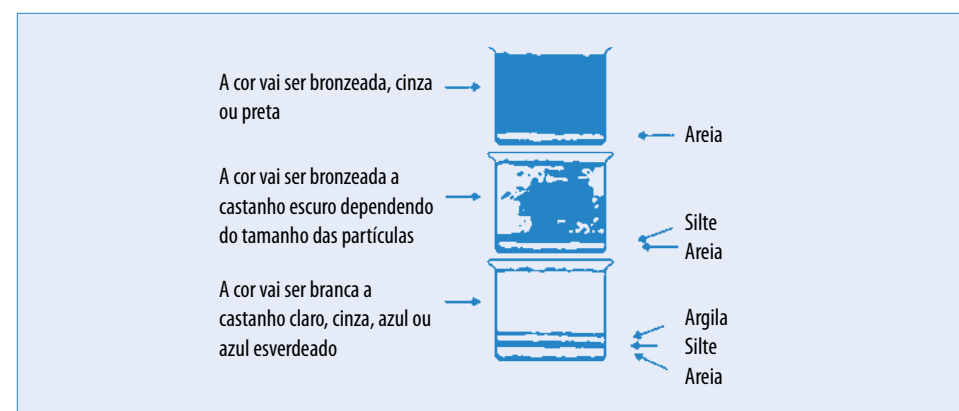 A cor vai ser bronzeada, cinza
ou preta
Areia
A cor vai ser bronzeada a
castanho escuro dependendo
do tamanho das partículas
Silte
Areia
A cor vai ser branca a
castanho claro, cinza, azul ou
azul esverdeado
Argila
Silte
Areia